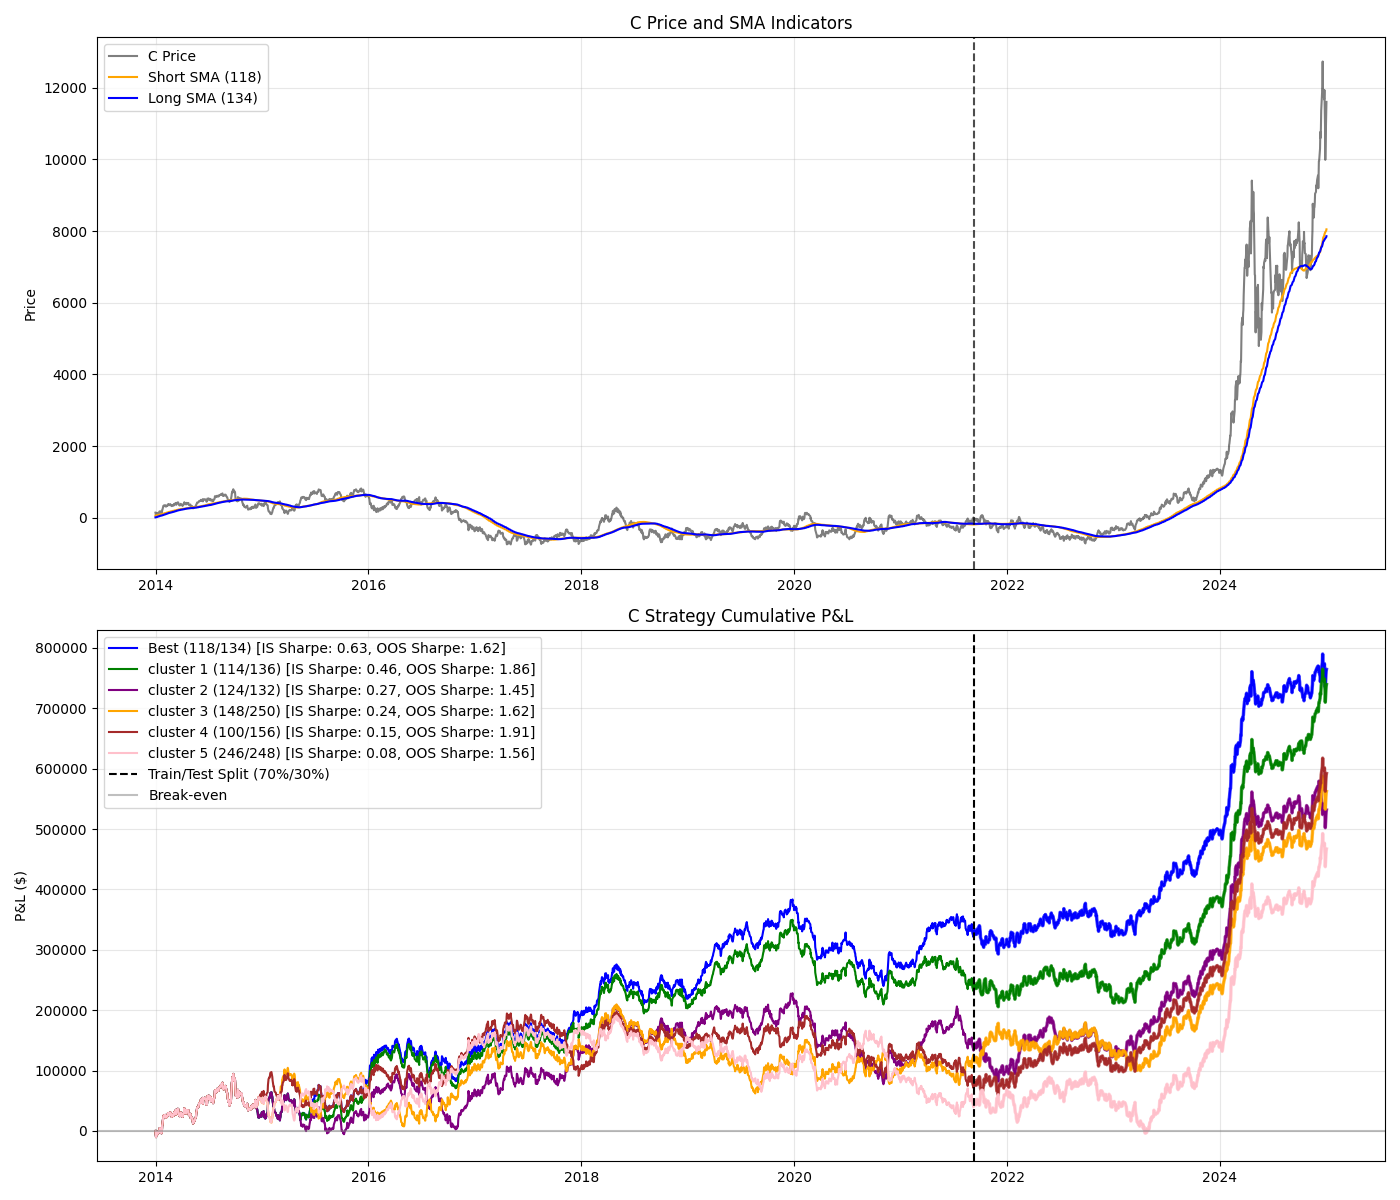 C Price and SMA Indicators
C Price
Short SMA (118)
Long SMA (134)
Price
12000
10000
8000
6000
4000
2000
0
2014
2016
2018
2020
2022
2024
C Strategy Cumulative P&L
Best (118/134) [IS Sharpe: 0.63, OOS Sharpe: 1.62]
cluster 1 (114/136) [IS Sharpe: 0.46, OOS Sharpe: 1.86]
cluster 2 (124/132) [IS Sharpe: 0.27, OOS Sharpe: 1.45]
cluster 3 (148/250) [IS Sharpe: 0.24, OOS Sharpe: 1.62]
cluster 4 (100/156) [IS Sharpe: 0.15, OOS Sharpe: 1.91]
cluster 5 (246/248) [IS Sharpe: 0.08, OOS Sharpe: 1.56]
Train/Test Split (70%/30%)
Break-even
P&L ($)
800000
700000
600000
500000
400000
300000
200000
100000
0
2014
2016
2018
2020
2022
2024